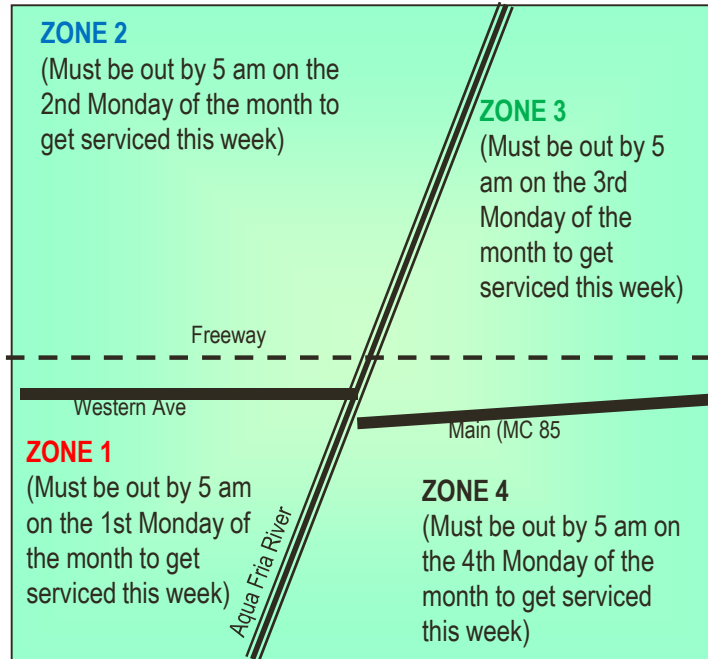 ZONE 2
(Must be out by 5 am on the
2nd Monday of the month to
get serviced this week)
ZONE 3
(Must be out by 5
am on the 3rd
Monday of the
month to get
serviced this week)
Freeway
Western Ave
Main (MC 85
ZONE 1
(Must be out by 5 am
on the 1st Monday of
the month to get
serviced this week)
Aqua Fria River
ZONE 4
(Must be out by 5 am on
the 4th Monday of the
month to get serviced
this week)